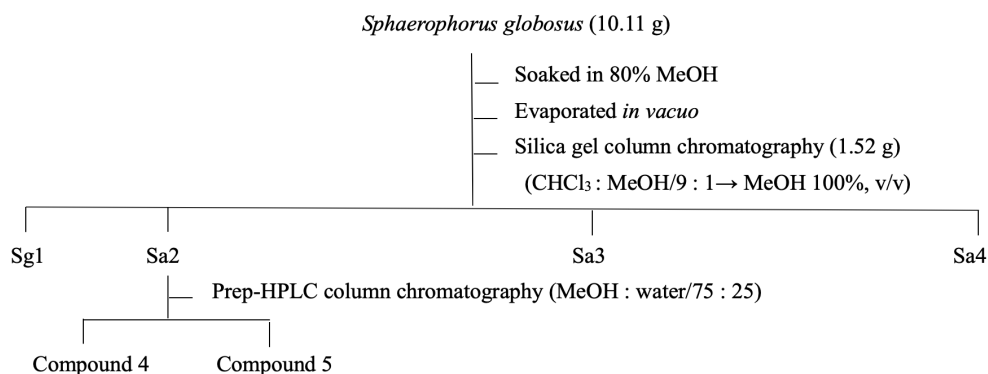 Sphaerophorus globosus (10.11 g)
Soaked in 80% MeOH
Evaporated in vacuo
Silica gel column chromatography (1.52 g)
(CHCl₃ : MeOH/9 : 1→ MeOH 100%, v/v)
Sg1 Sa2 Sa3 Sa4
Prep-HPLC column chromatography (MeOH : water/75 : 25)
Compound 4 Compound 5